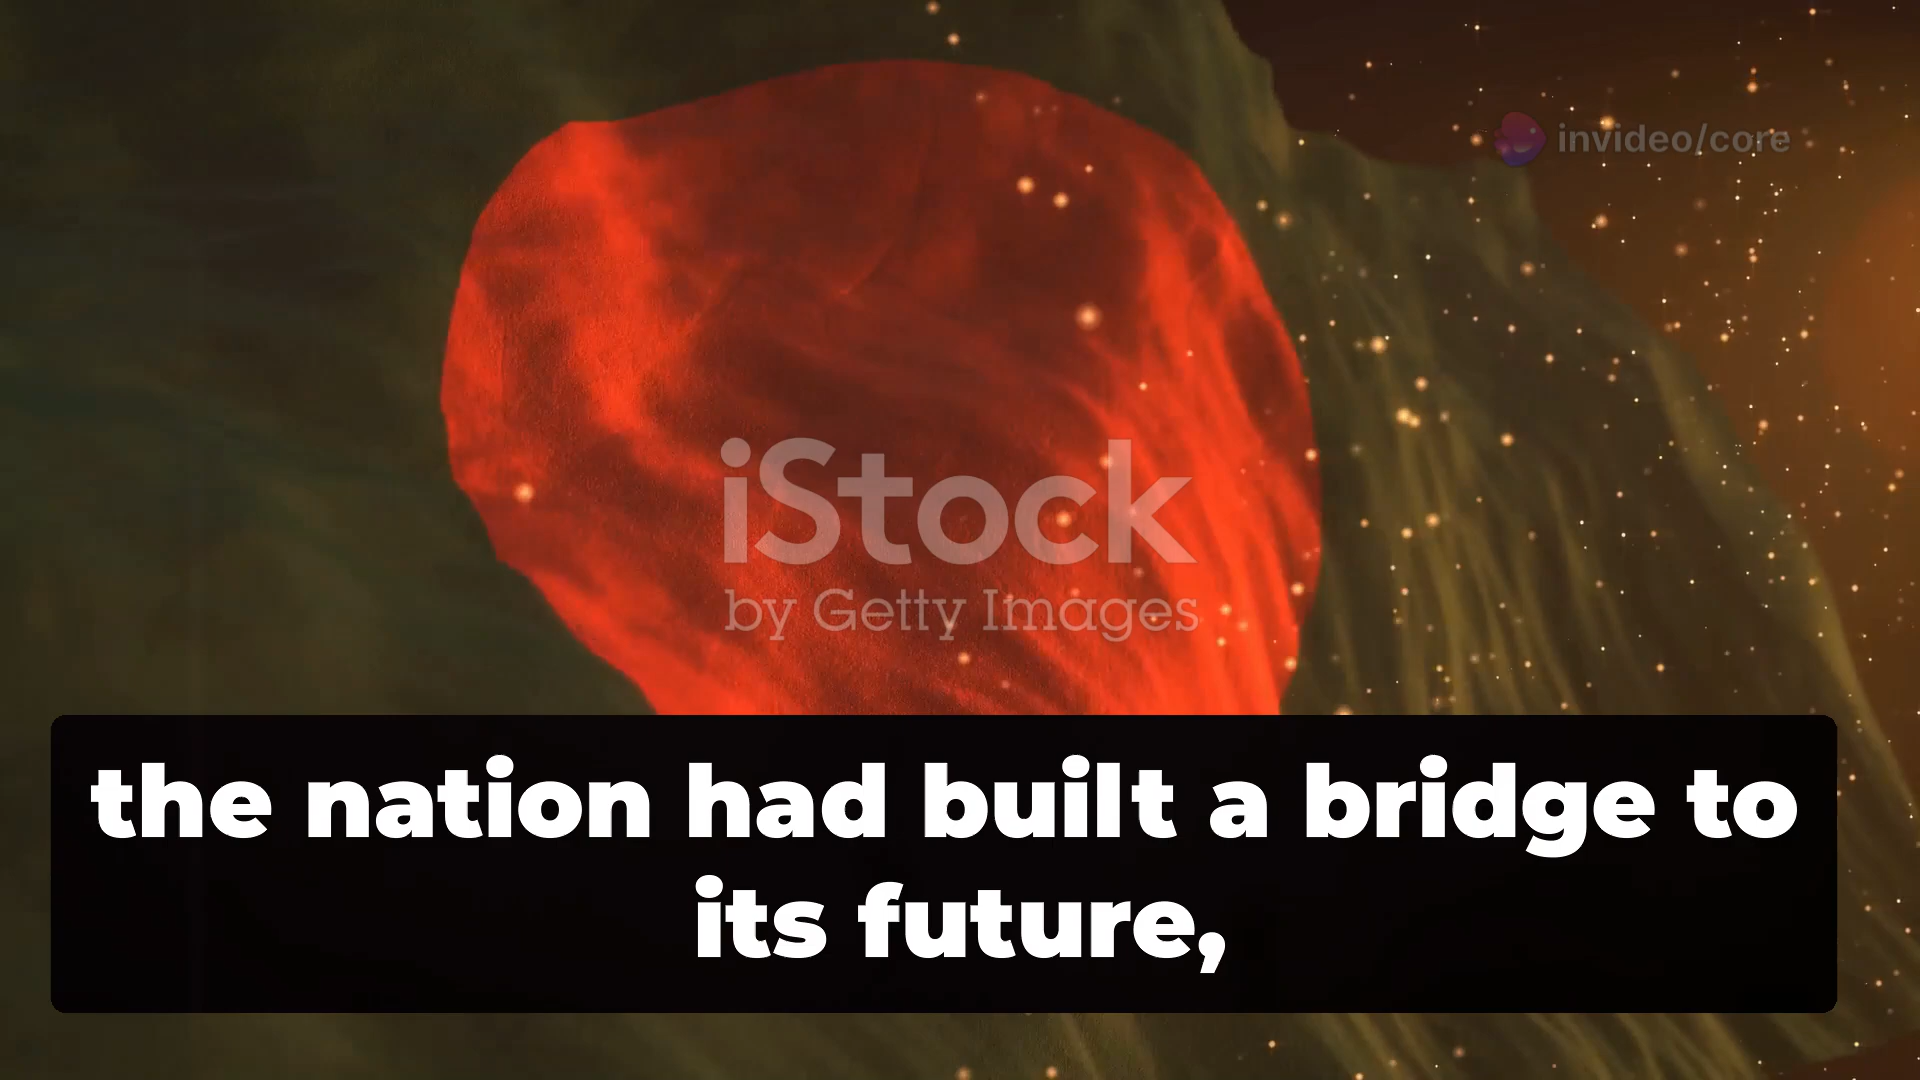 invideo/core
iStock
by Getty Images
the nation had built a bridge to
its future,